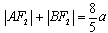 |AF₂| + |BF₂| = 8/5 a